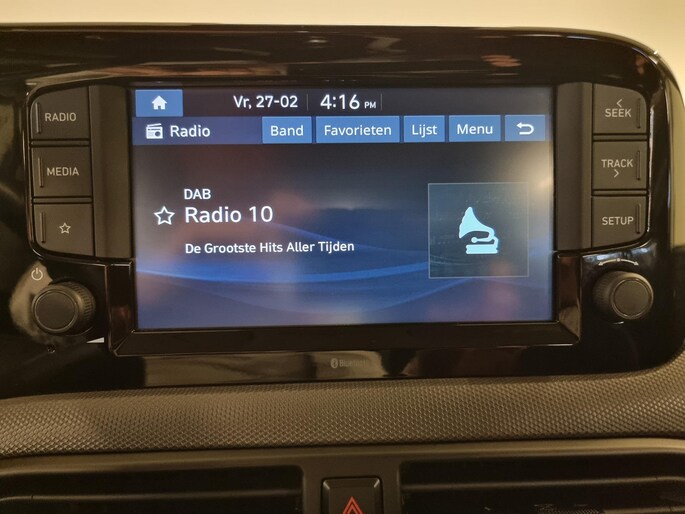 Vr, 27-02 4:16 PM
Radio Band Favorieten Lijst Menu
RADIO
MEDIA
DAB
Radio 10
De Grootste Hits Aller Tijden
SEEK
TRACK
SETUP
Bluetooth